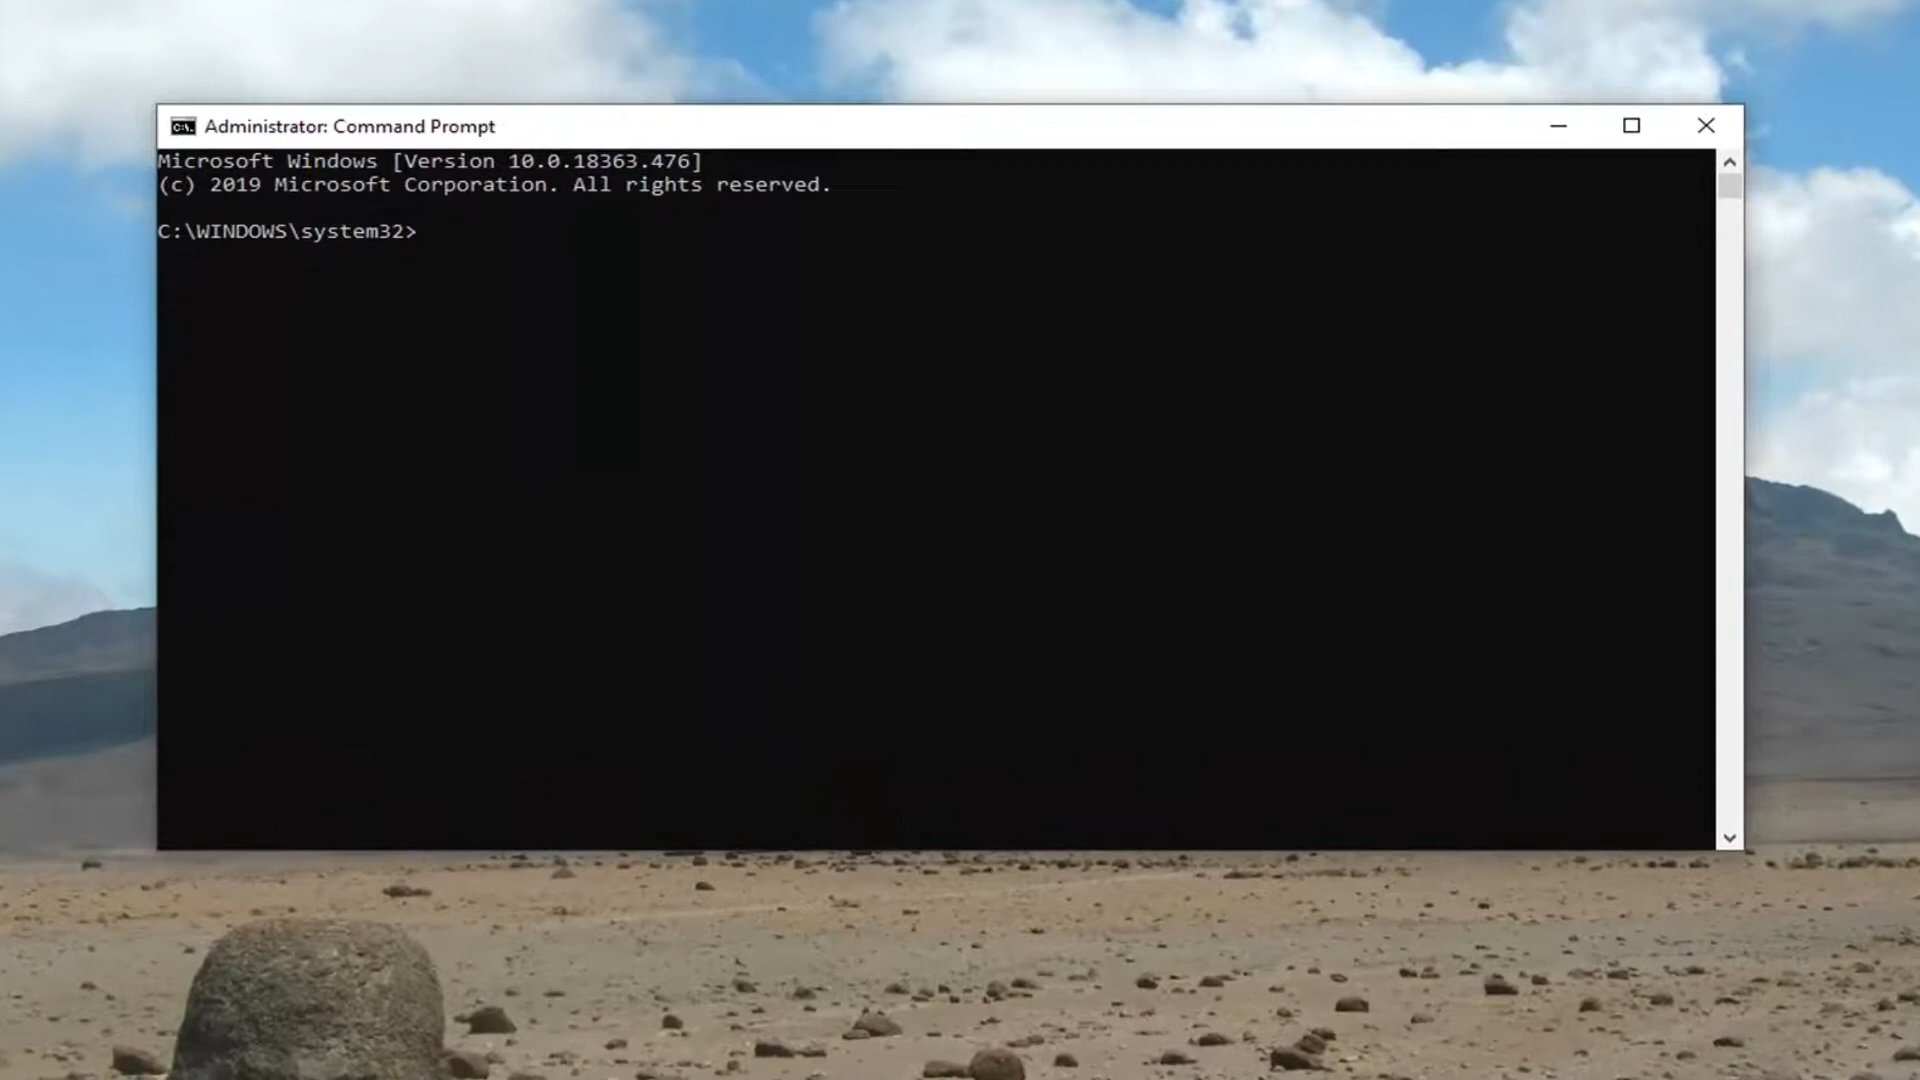 Administrator: Command Prompt
Microsoft Windows [Version 10.0.18363.476]
(c) 2019 Microsoft Corporation. All rights reserved.
C:\WINDOWS\system32>